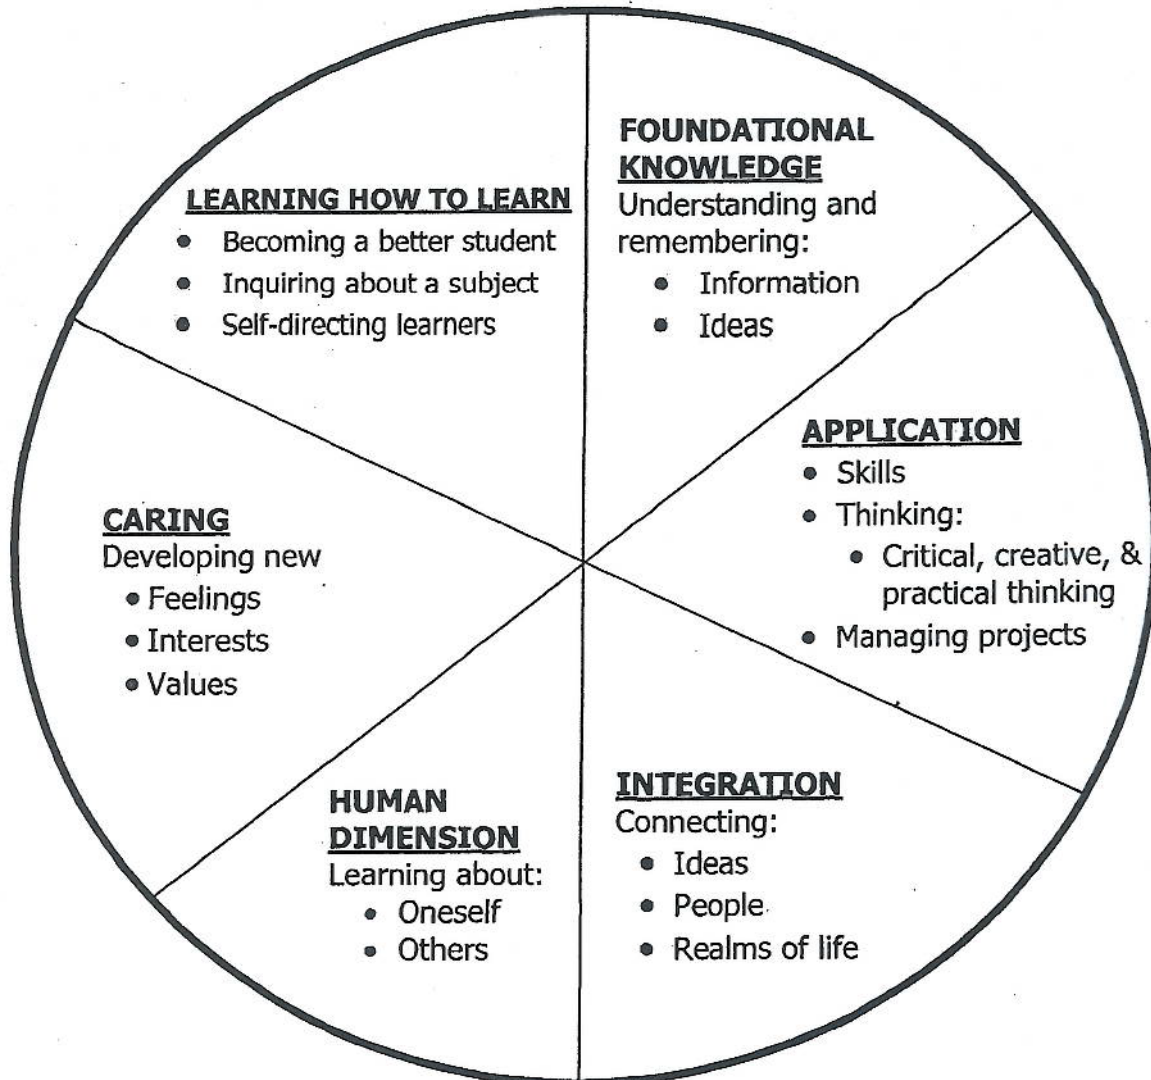 FOUNDATIONAL
KNOWLEDGE
Understanding and
remembering:
• Information
• Ideas
APPLICATION
• Skills
• Thinking:
• Critical, creative, &
practical thinking
• Managing projects
INTEGRATION
Connecting:
• Ideas
• People
• Realms of life
HUMAN
DIMENSION
Learning about:
• Oneself
• Others
CARING
Developing new
• Feelings
• Interests
• Values
LEARNING HOW TO LEARN
• Becoming a better student
• Inquiring about a subject
• Self-directing learners